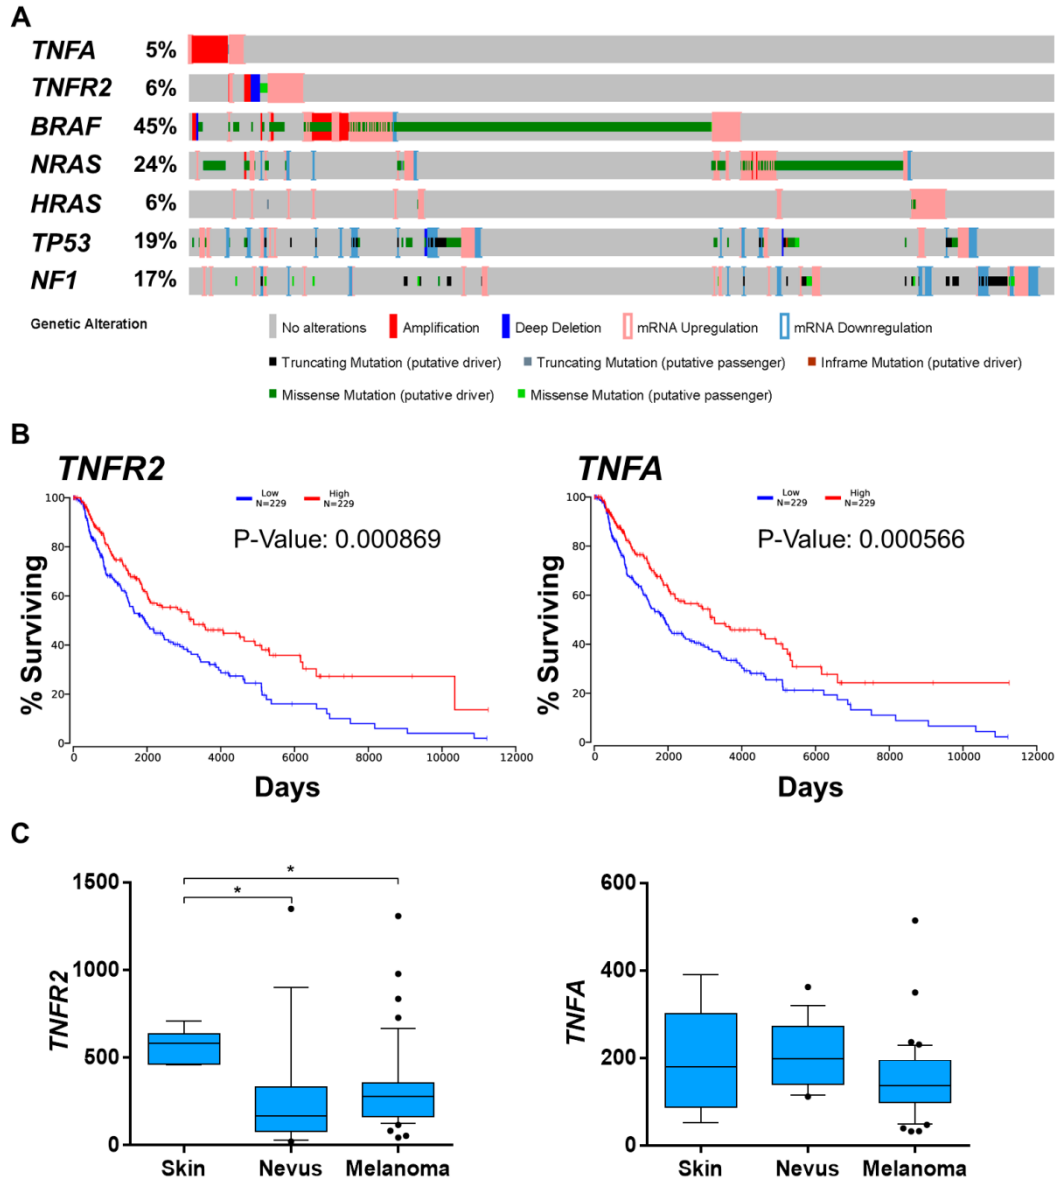 A
TNFA 5%
TNFR2 6%
BRAF 45%
NRAS 24%
HRAS 6%
TP53 19%
NF1 17%
Genetic Alteration
No alterations Amplification Deep Deletion mRNA Upregulation mRNA Downregulation
Truncating Mutation (putative driver) Truncating Mutation (putative passenger) Inframe Mutation (putative driver)
Missense Mutation (putative driver) Missense Mutation (putative passenger)
B
TNFR2
Low N=229 High N=229
P-Value: 0.000869
% Surviving
100
80
60
40
20
0
0 2000 4000 6000 8000 10000 12000
Days
TNFA
Low N=229 High N=229
P-Value: 0.000566
% Surviving
100
80
60
40
20
0
0 2000 4000 6000 8000 10000 12000
Days
C
TNFR2
1500
1000
500
0
* 
*
Skin Nevus Melanoma
TNFA
600
400
200
0
Skin Nevus Melanoma